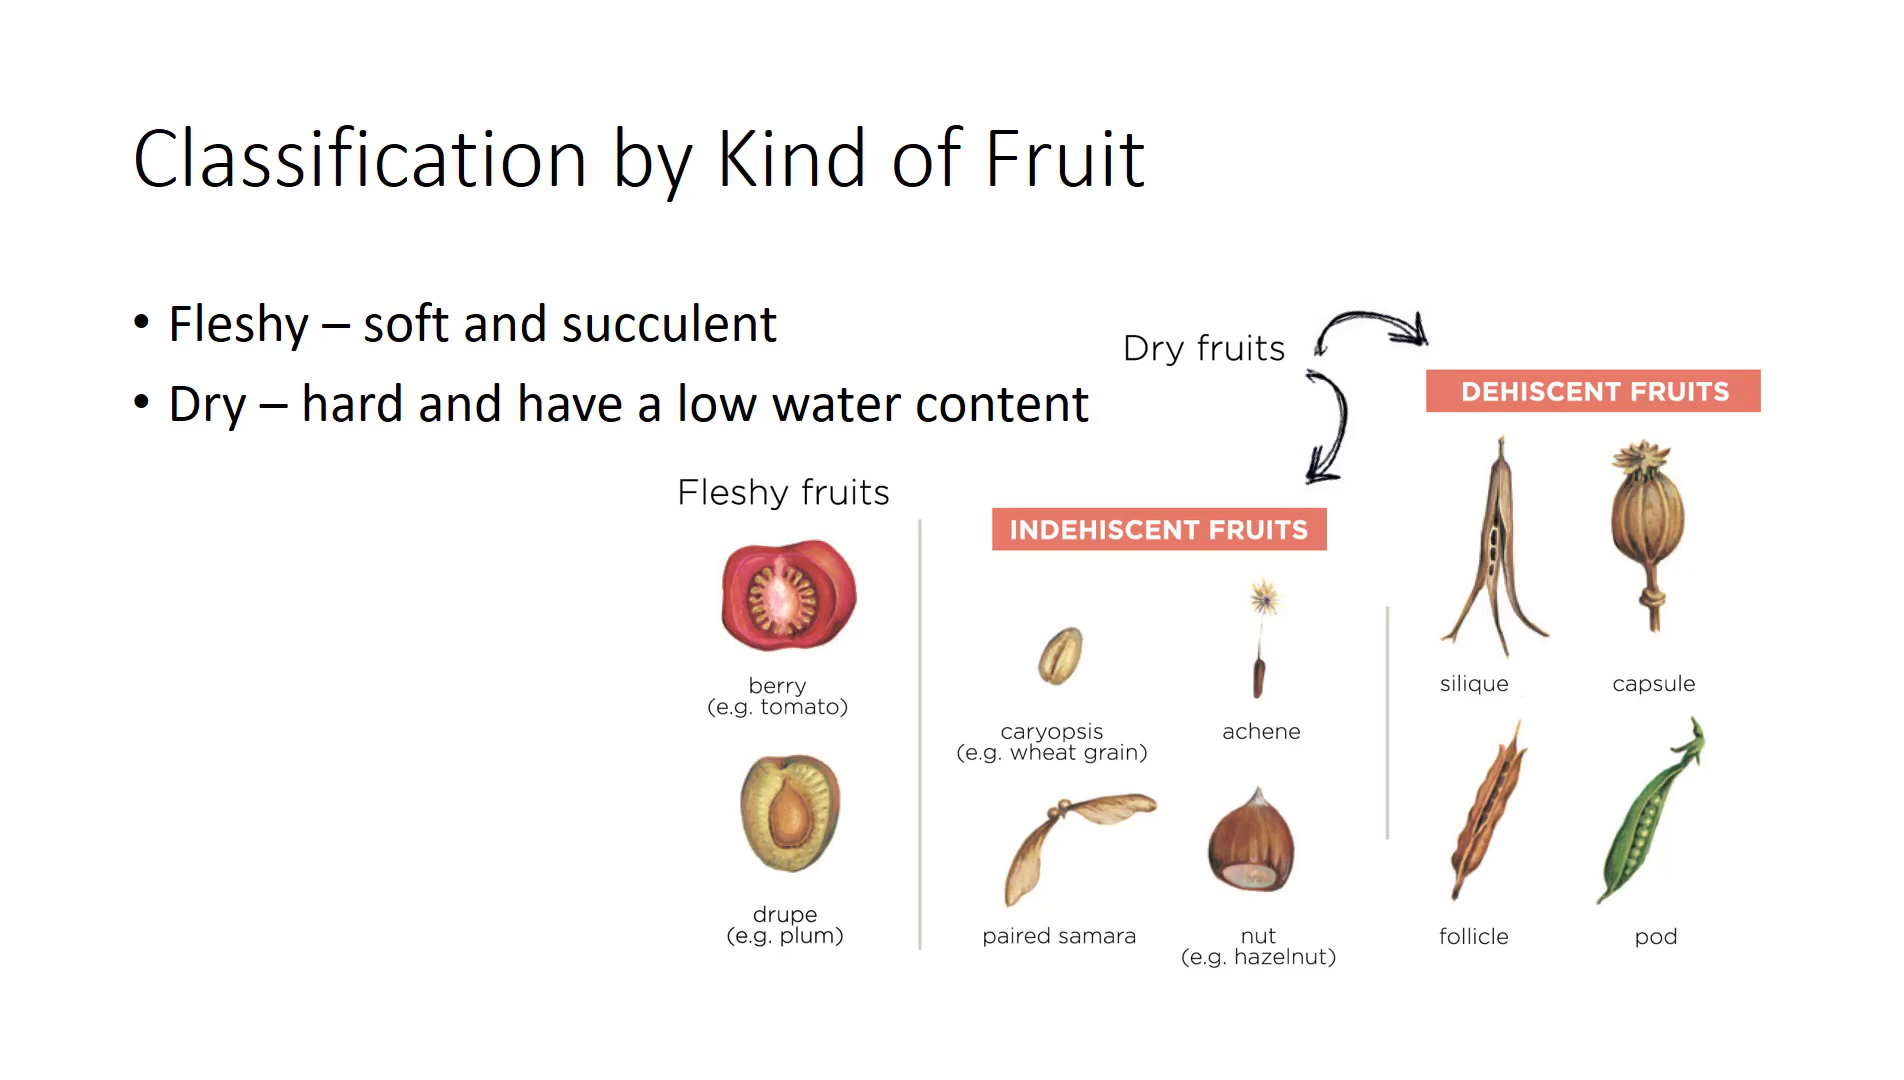 Classification by Kind of Fruit
• Fleshy – soft and succulent
• Dry – hard and have a low water content
Fleshy fruits
berry
(e.g. tomato)
drupe
(e.g. plum)
Dry fruits
INDEHISCENT FRUITS
caryopsis
(e.g. wheat grain)
achene
paired samara
nut
(e.g. hazelnut)
DEHISCENT FRUITS
silique
capsule
follicle
pod